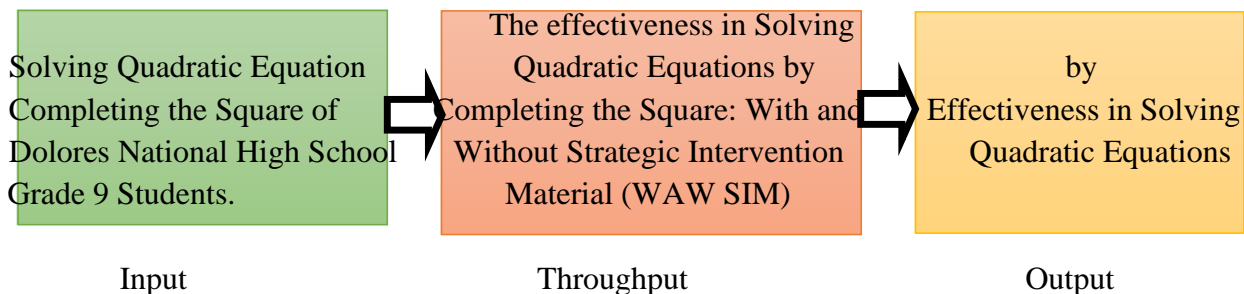 Solving Quadratic Equation
Completing the Square of
Dolores National High School
Grade 9 Students.
The effectiveness in Solving
Quadratic Equations by
Completing the Square: With and
Without Strategic Intervention
Material (WAW SIM)
by
Effectiveness in Solving
Quadratic Equations
Input
Throughput
Output